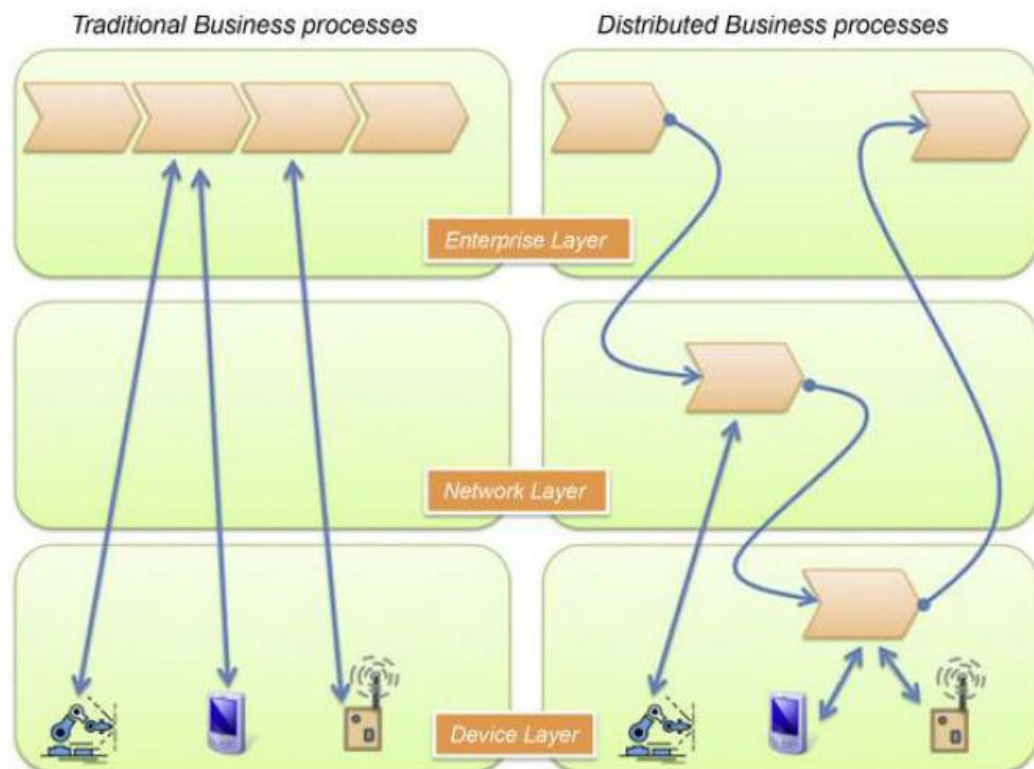 Traditional Business processes
Distributed Business processes
Enterprise Layer
Network Layer
Device Layer